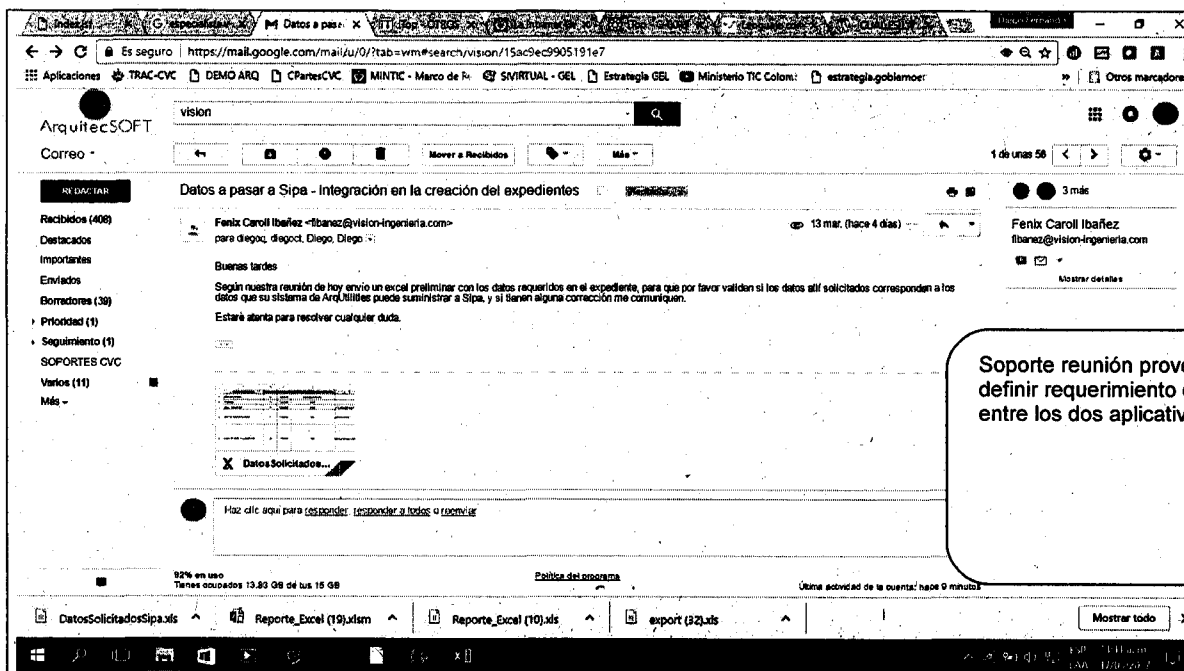 Datos a pase
Es seguro | https://mail.google.com/mail/u/0/?tab=wm#search/vision/15ac9ec9905191e7
Aplicaciones TRAC-CVC DEMO ARQ CPartesCVC MINTIC - Marco de SIVIRTUAL - GEL Estrategia GEL Ministerio TIC Colom: estrategia.gobiernoer » Otros marcadore
ArquitecSOFT
vision
Correo
Mover a Recibidos
Más
1 de unas 56
REDACTAR
Datos a pasar a Sipa - Integración en la creación del expedientes
3 más
Recibidos (408)
Destacados
Importantes
Enviados
Borradores (39)
Prioridad (1)
Seguimiento (1)
SOPORTES CVC
Varios (11)
Más
Fenix Caroll Ibañez <fibanez@vision-ingenieria.com>
13 mar. (hace 4 días)
para diegoq, diegoct, Diego, Diego
Buenas tardes
Según nuestra reunión de hoy envío un excel preliminar con los datos requeridos en el expediente, para que por favor validen si los datos allí solicitados corresponden a los
datos que su sistema de ArqUtilities puede suministrar a Sipa, y si tienen alguna corrección me comuniquen.
Estaré atenta para resolver cualquier duda.
X DatosSolicitados...
Haz clic aquí para responder, responder a todos o reenviar
Fenix Caroll Ibañez
fibanez@vision-ingenieria.com
Mostrar detalles
Soporte reunión prove
definir requerimiento
entre los dos aplicativ
92% en uso
Tienes ocupados 13.83 GB de tus 15 GB
Política del programa
Última actividad de la cuenta: hace 9 minutos
DatosSolicitadosSipa.xls Reporte_Excel (19).xlsm Reporte_Excel (10).xls export (32).xls Mostrar todo